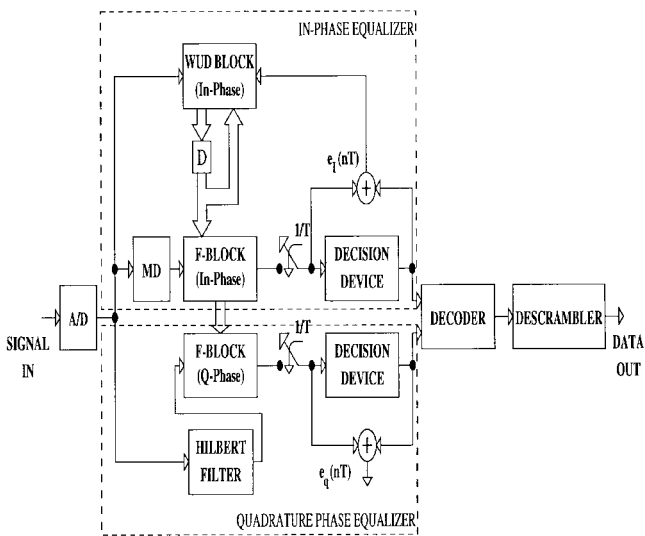 IN-PHASE EQUALIZER
WUD BLOCK
(In-Phase)
D
e_I(nT)
+
1/T
MD
F-BLOCK
(In-Phase)
DECISION
DEVICE
A/D
SIGNAL
IN
DECODER
DESCRAMBLER
DATA
OUT
1/T
F-BLOCK
(Q-Phase)
DECISION
DEVICE
HILBERT
FILTER
+
e_q(nT)
QUADRATURE PHASE EQUALIZER